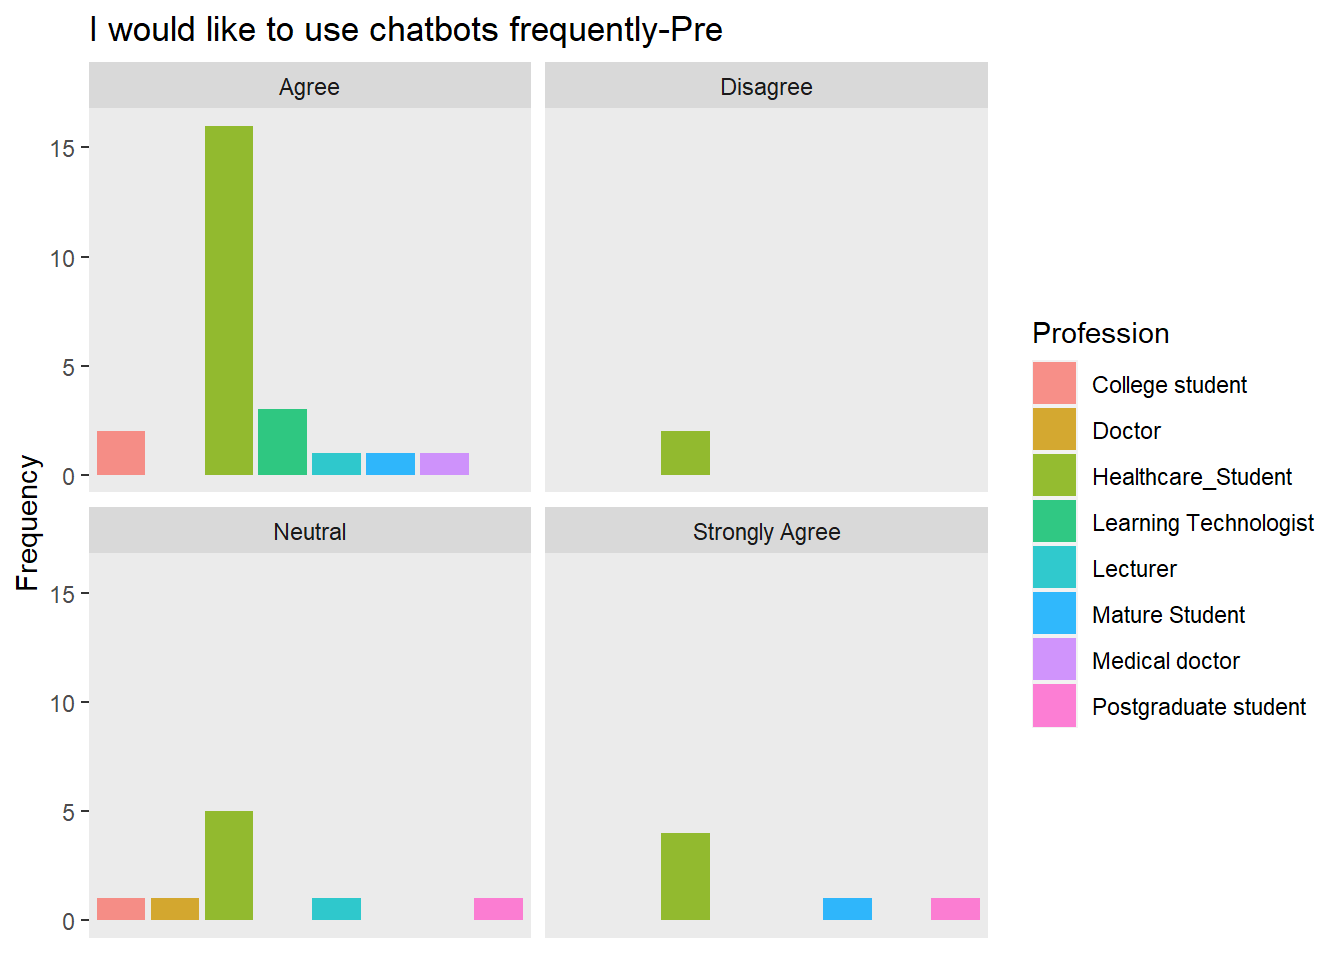 I would like to use chatbots frequently-Pre
Agree
Disagree
15
10
5
0
Neutral
Strongly Agree
15
10
5
0
Frequency
Profession
College student
Doctor
Healthcare_Student
Learning Technologist
Lecturer
Mature Student
Medical doctor
Postgraduate student